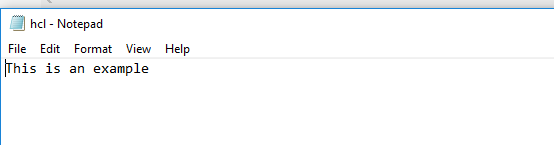 hcl - Notepad
File Edit Format View Help
This is an example